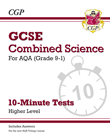 CGP
GCSE
Combined Science
For AQA (Grade 9-1)
10-Minute Tests
Higher Level
Includes Answers